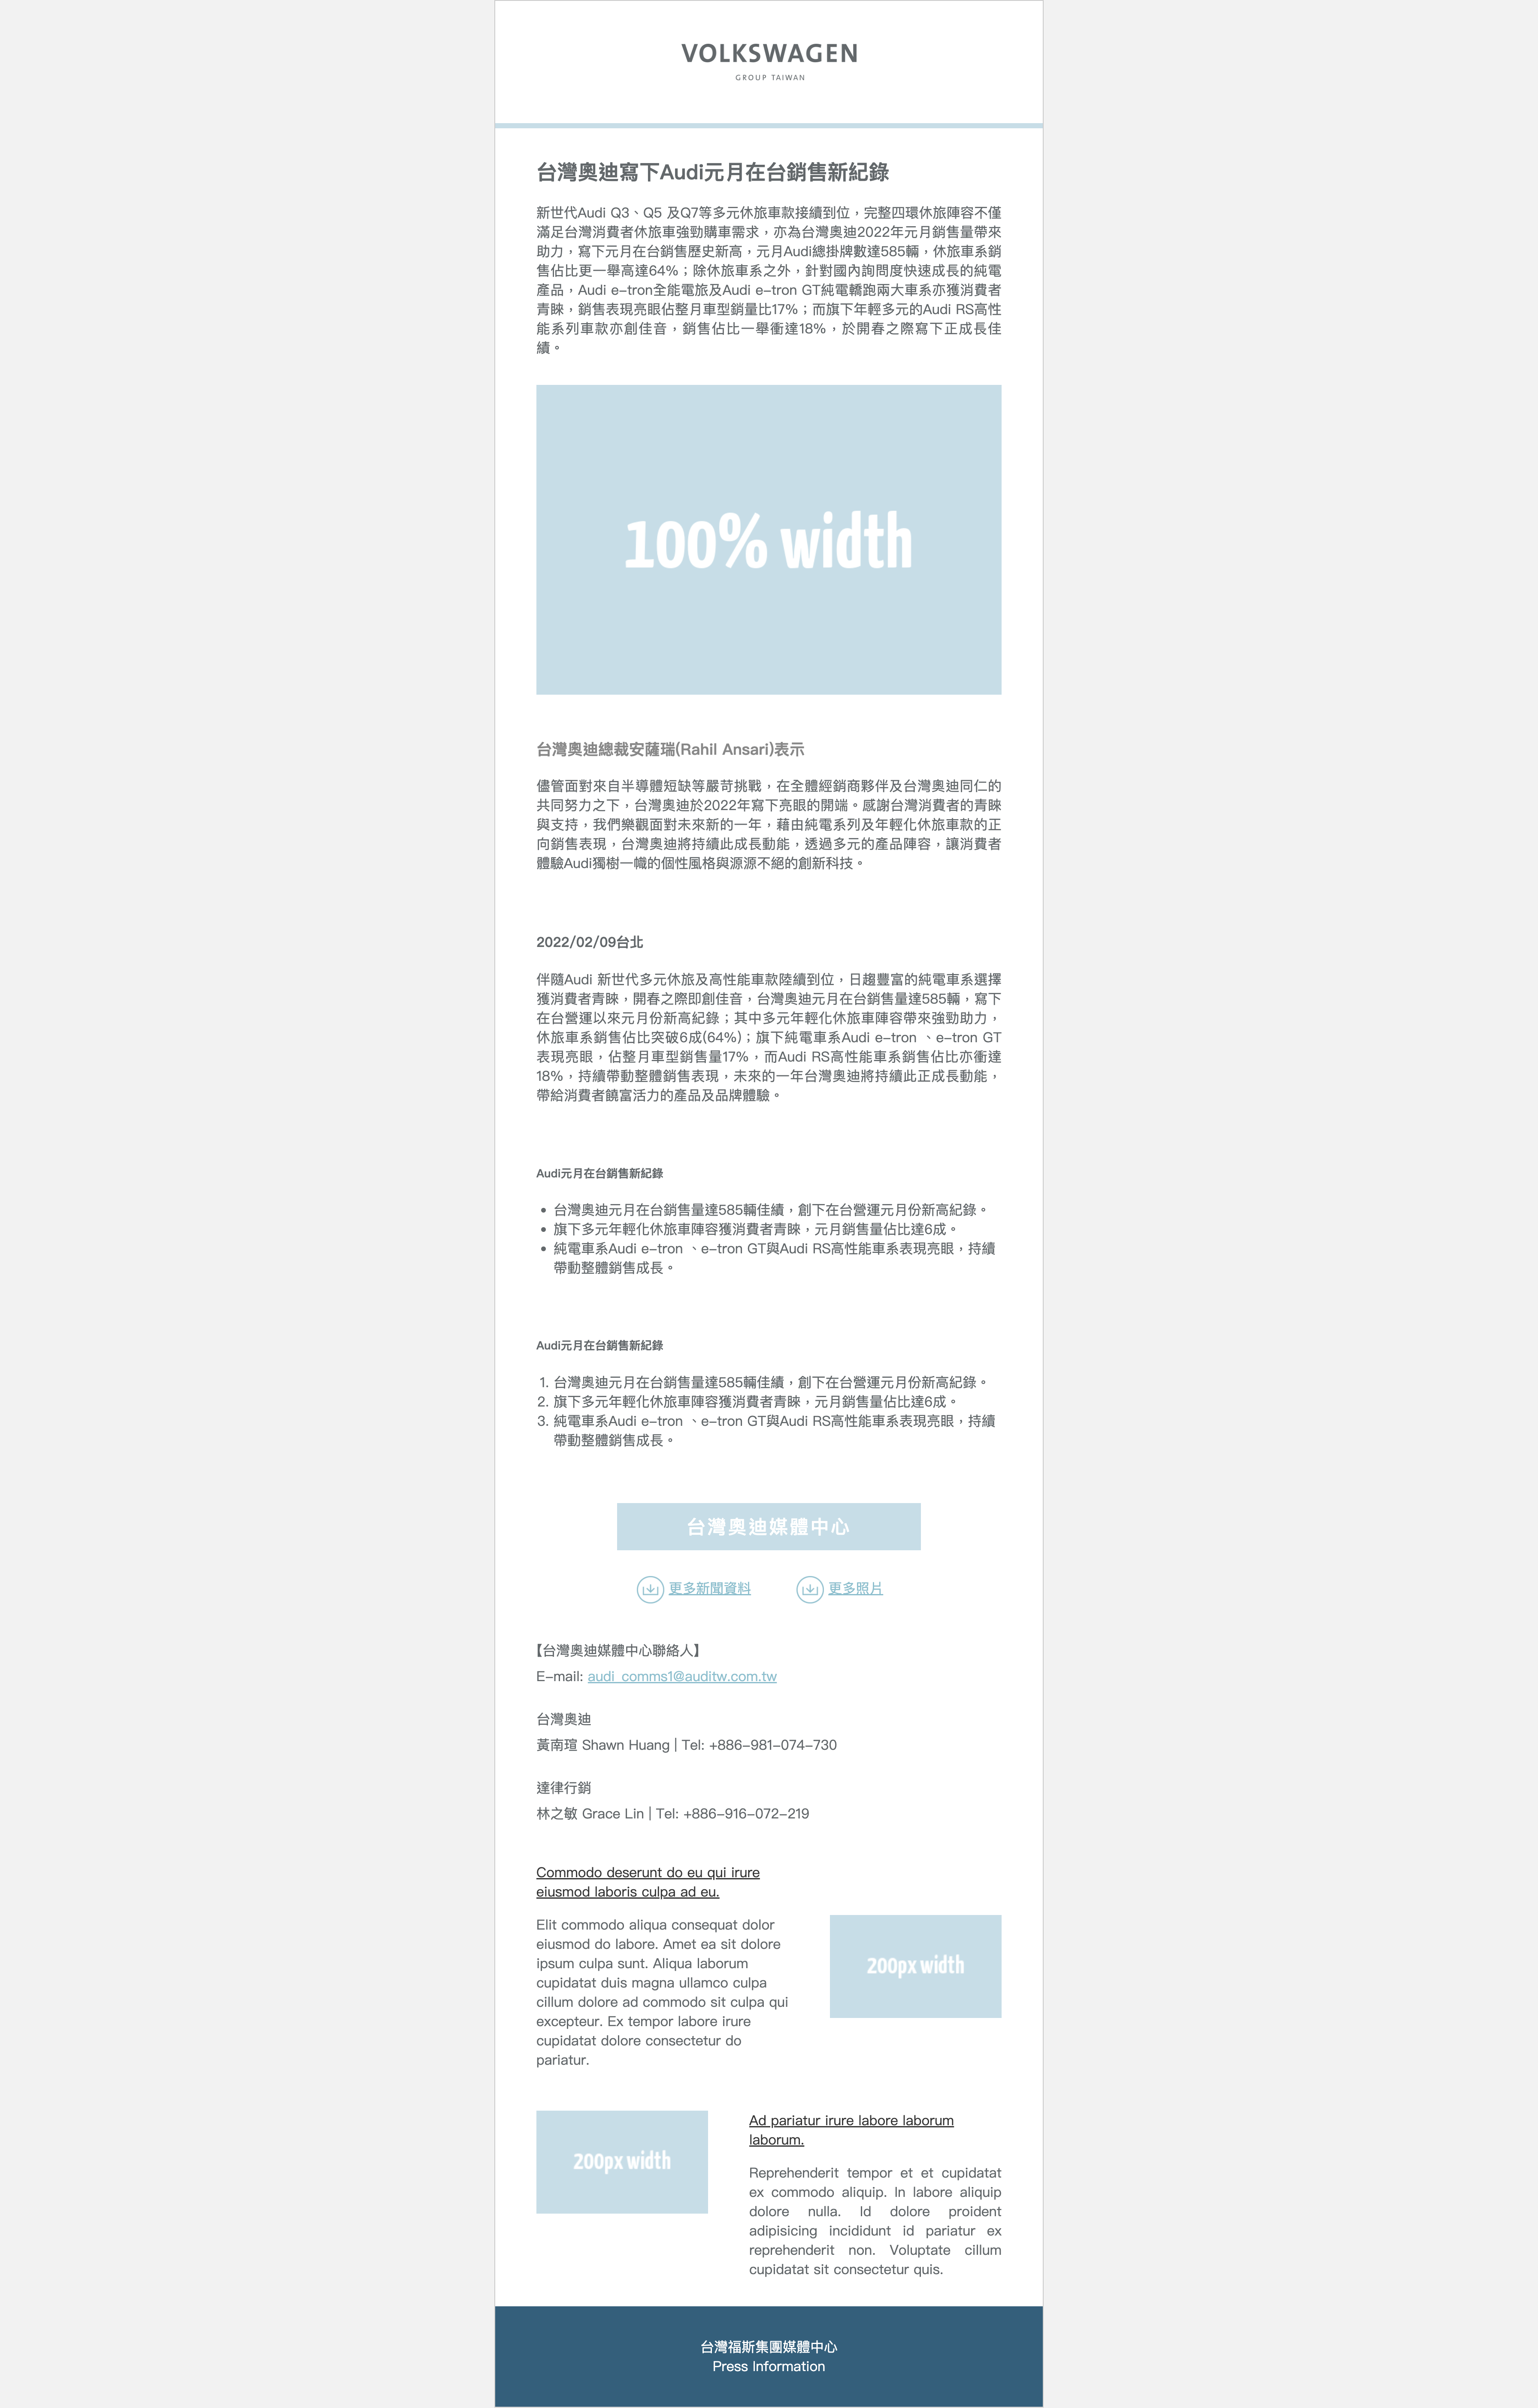 VOLKSWAGEN
GROUP TAIWAN
台灣奧迪寫下Audi元月在台銷售新紀錄
新世代Audi Q3、Q5 及Q7等多元休旅車款接續到位，完整四環休旅陣容不僅
滿足台灣消費者休旅車強勁購車需求，亦為台灣奧迪2022年元月銷售量帶來
助力，寫下元月在台銷售歷史新高，元月Audi總掛牌數達585輛，休旅車系銷
售佔比更一舉高達64%；除休旅車系之外，針對國內詢問度快速成長的純電
產品，Audi e-tron全能電旅及Audi e-tron GT純電轎跑兩大車系亦獲消費者
青睞，銷售表現亮眼佔整月車型銷量比17%；而旗下年輕多元的Audi RS高性
能系列車款亦創佳音，銷售佔比一舉衝達18%，於開春之際寫下正成長佳
績。
100% width
台灣奧迪總裁安薩瑞(Rahil Ansari)表示
儘管面對來自半導體短缺等嚴苛挑戰，在全體經銷商夥伴及台灣奧迪同仁的
共同努力之下，台灣奧迪於2022年寫下亮眼的開端。感謝台灣消費者的青睞
與支持，我們樂觀面對未來新的一年，藉由純電系列及年輕化休旅車款的正
向銷售表現，台灣奧迪將持續此成長動能，透過多元的產品陣容，讓消費者
體驗Audi獨樹一幟的個性風格與源源不絕的創新科技。
2022/02/09台北
伴隨Audi 新世代多元休旅及高性能車款陸續到位，日趨豐富的純電車系選擇
獲消費者青睞，開春之際即創佳音，台灣奧迪元月在台銷售量達585輛，寫下
在台營運以來元月份新高紀錄；其中多元年輕化休旅車陣容帶來強勁助力，
休旅車系銷售佔比突破6成(64%)；旗下純電車系Audi e-tron 、e-tron GT
表現亮眼，佔整月車型銷售量17%，而Audi RS高性能車系銷售佔比亦衝達
18%，持續帶動整體銷售表現，未來的一年台灣奧迪將持續此正成長動能，
帶給消費者饒富活力的產品及品牌體驗。
Audi元月在台銷售新紀錄
• 台灣奧迪元月在台銷售量達585輛佳績，創下在台營運元月份新高紀錄。
• 旗下多元年輕化休旅車陣容獲消費者青睞，元月銷售量佔比達6成。
• 純電車系Audi e-tron 、e-tron GT與Audi RS高性能車系表現亮眼，持續
帶動整體銷售成長。
Audi元月在台銷售新紀錄
1. 台灣奧迪元月在台銷售量達585輛佳績，創下在台營運元月份新高紀錄。
2. 旗下多元年輕化休旅車陣容獲消費者青睞，元月銷售量佔比達6成。
3. 純電車系Audi e-tron 、e-tron GT與Audi RS高性能車系表現亮眼，持續
帶動整體銷售成長。
台灣奧迪媒體中心
更多新聞資料 更多照片
【台灣奧迪媒體中心聯絡人】
E-mail: audi_comms1@auditw.com.tw
台灣奧迪
黃南瑄 Shawn Huang | Tel: +886-981-074-730
達律行銷
林之敏 Grace Lin | Tel: +886-916-072-219
Commodo deserunt do eu qui irure
eiusmod laboris culpa ad eu.
Elit commodo aliqua consequat dolor
eiusmod do labore. Amet ea sit dolore
ipsum culpa sunt. Aliqua laborum
cupidatat duis magna ullamco culpa
cillum dolore ad commodo sit culpa qui
excepteur. Ex tempor labore irure
cupidatat dolore consectetur do
pariatur.
200px width
200px width
Ad pariatur irure labore laborum
laborum.
Reprehenderit tempor et et cupidatat
ex commodo aliquip. In labore aliquip
dolore nulla. Id dolore proident
adipisicing incididunt id pariatur ex
reprehenderit non. Voluptate cillum
cupidatat sit consectetur quis.
台灣福斯集團媒體中心
Press Information